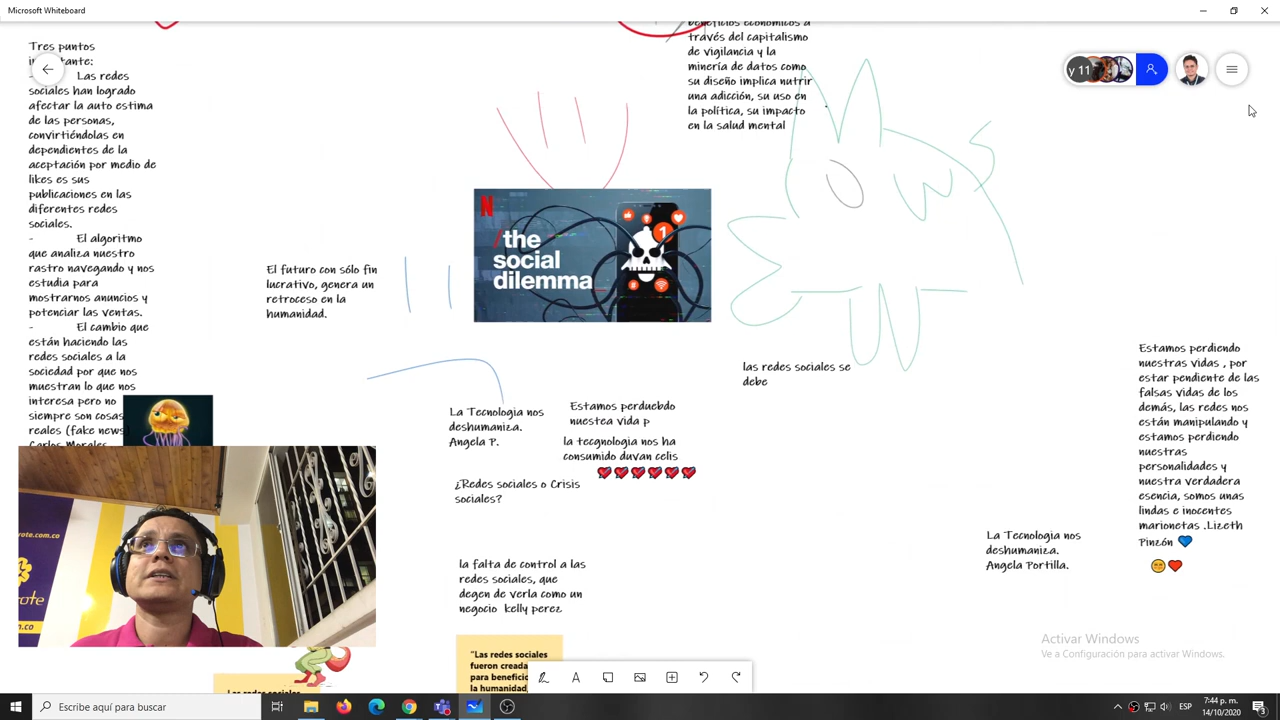 Microsoft Whiteboard
beneficios económicos a
través del capitalismo
de vigilancia y la
minería de datos como
su diseño implica nutrir
una adicción, su uso en
la política, su impacto
en la salud mental
Tres puntos
Las redes
sociales han logrado
afectar la auto estima
de las personas,
convirtiéndolas en
dependientes de la
aceptación por medio de
likes es sus
publicaciones en las
diferentes redes
sociales.
- El algoritmo
que analiza nuestro
rastro navegando y nos
estudia para
mostrarnos anuncios y
potenciar las ventas.
- El cambio que
están haciendo las
redes sociales a la
sociedad por que nos
muestran lo que nos
interesa pero no
siempre son cosas
reales (fake news)
Carlos Morales
y 11
El futuro con sólo fin
lucrativo, genera un
retroceso en la
humanidad.
N
/the
social
dilemma_
1
las redes sociales se
debe
La Tecnologia nos
deshumaniza.
Angela P.
Estamos perduebdo
nuestea vida p
la tecgnologia nos ha
consumido duvan celis
¿Redes sociales o Crisis
sociales?
la falta de control a las
redes sociales, que
degen de verla como un
negocio kelly perez
Estamos perdiendo
nuestras vidas , por
estar pendiente de las
falsas vidas de los
demás, las redes nos
están manipulando y
estamos perdiendo
nuestras
personalidades y
nuestra verdadera
esencia, somos unas
lindas e inocentes
marionetas .Lizeth
Pinzón
La Tecnologia nos
deshumaniza.
Angela Portilla.
"Las redes sociales
fueron creada
para benefici
la humanidad,
Las redes sociales
Activar Windows
Ve a Configuración para activar Windows.
Escribe aquí para buscar
ESP
7:44 p. m.
14/10/2020